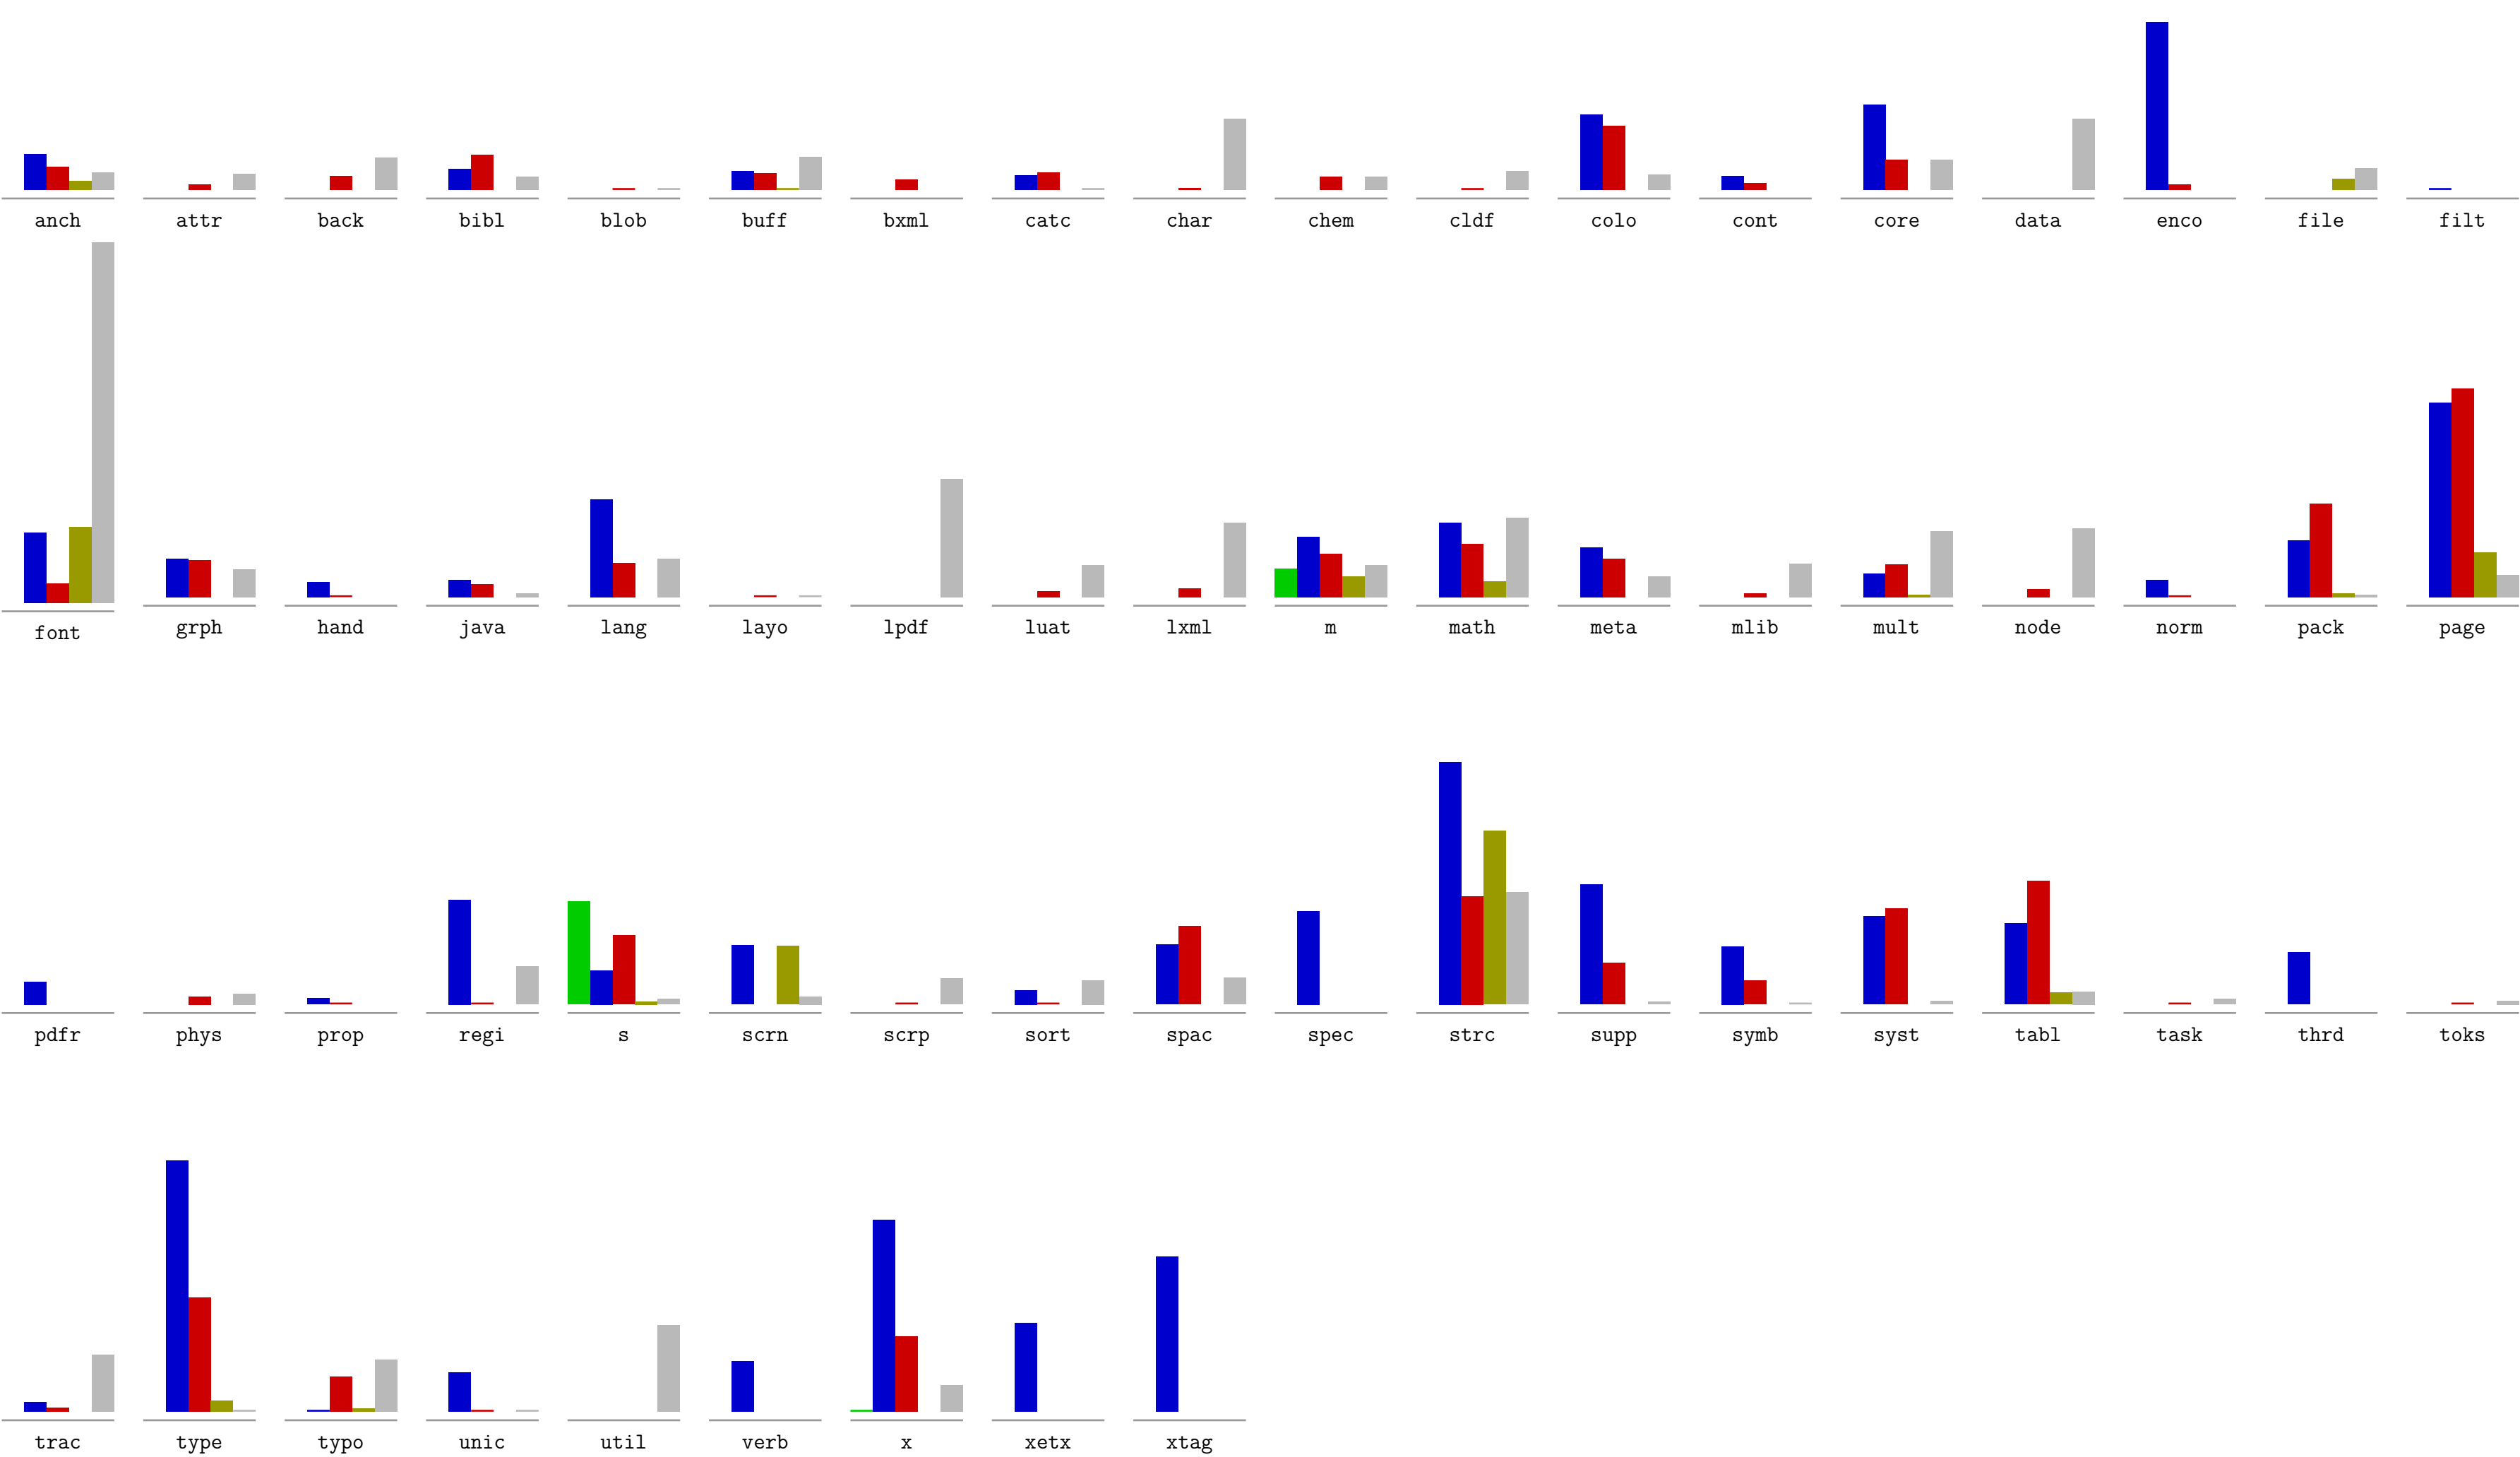 anch attr back bibl blob buff bxml catc char chem cldf colo cont core data enco file filt
font grph hand java lang layo lpdf luat lxml m math meta mlib mult node norm pack page
pdfr phys prop regi s scrn scrp sort spac spec strc supp symb syst tabl task thrd toks
trac type typo unic util verb x xetx xtag